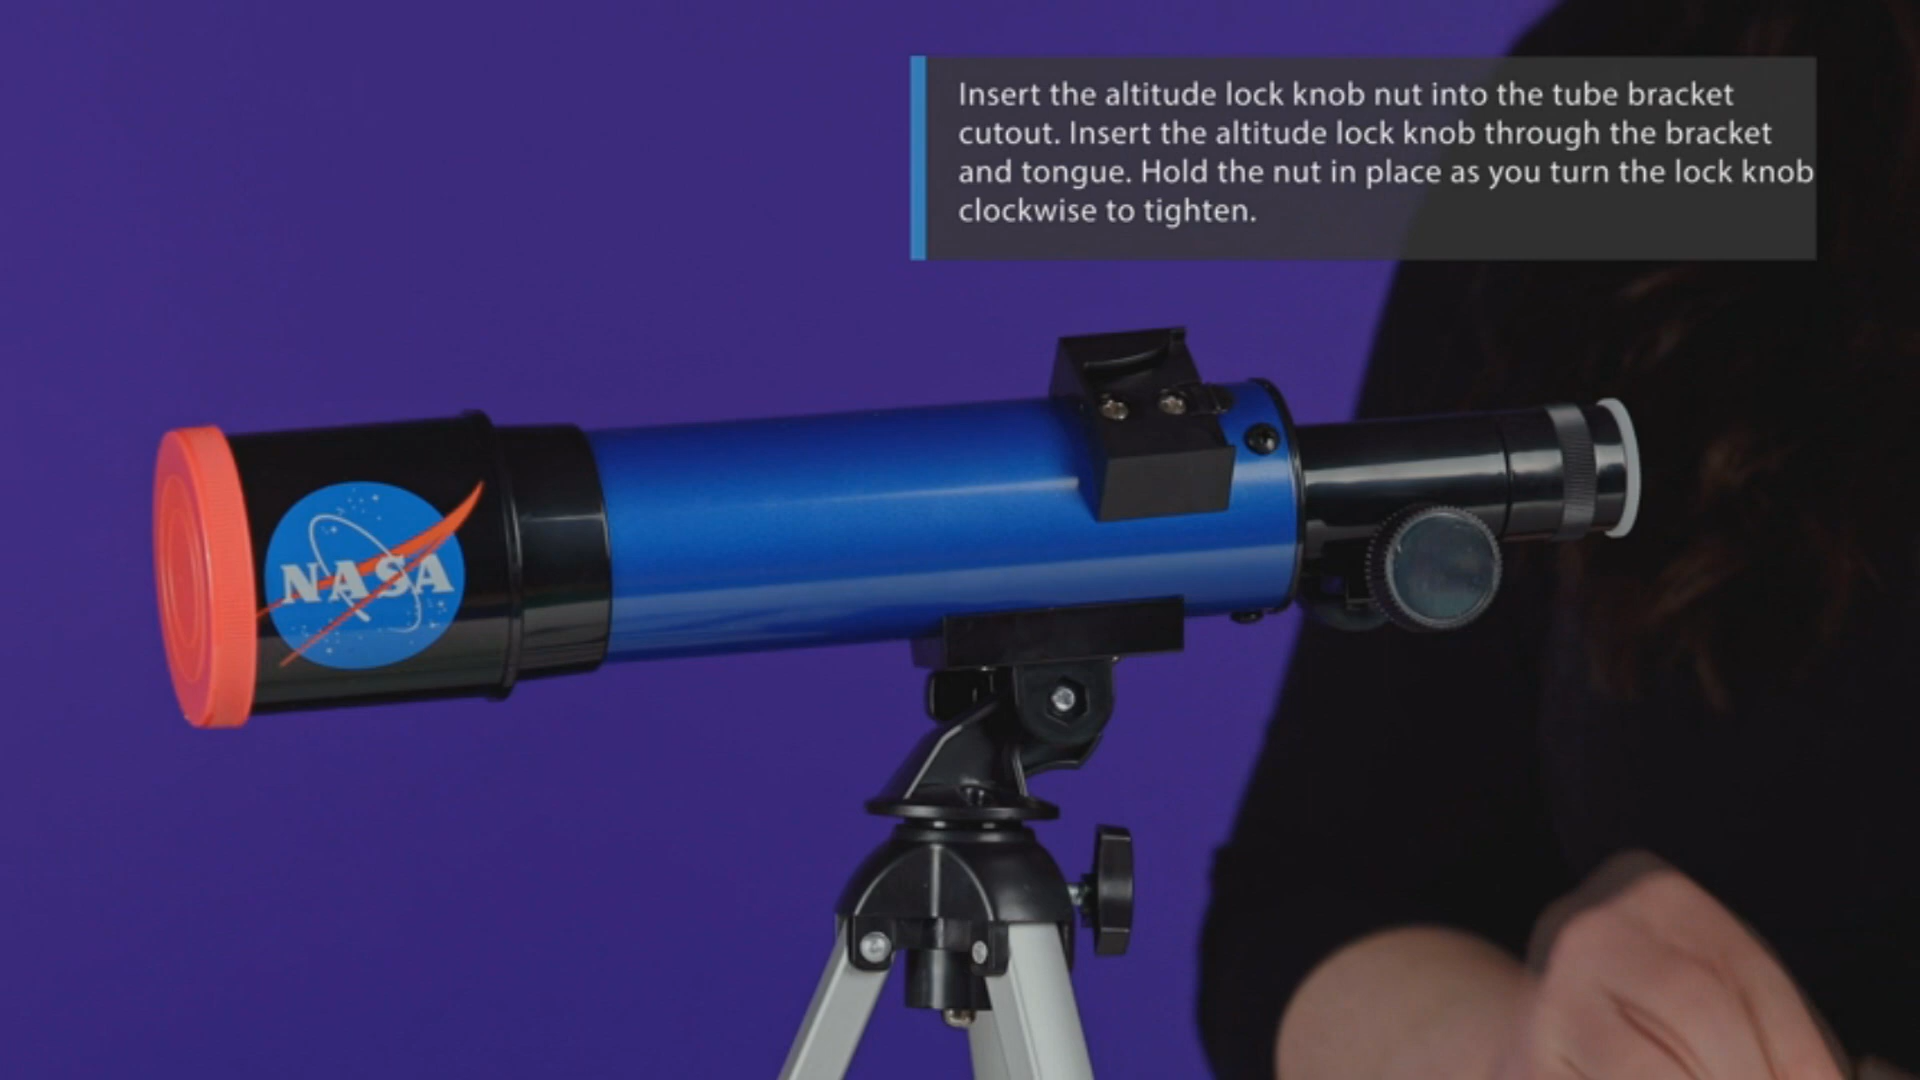 Insert the altitude lock knob nut into the tube bracket
cutout. Insert the altitude lock knob through the bracket
and tongue. Hold the nut in place as you turn the lock knob
clockwise to tighten.
NASA